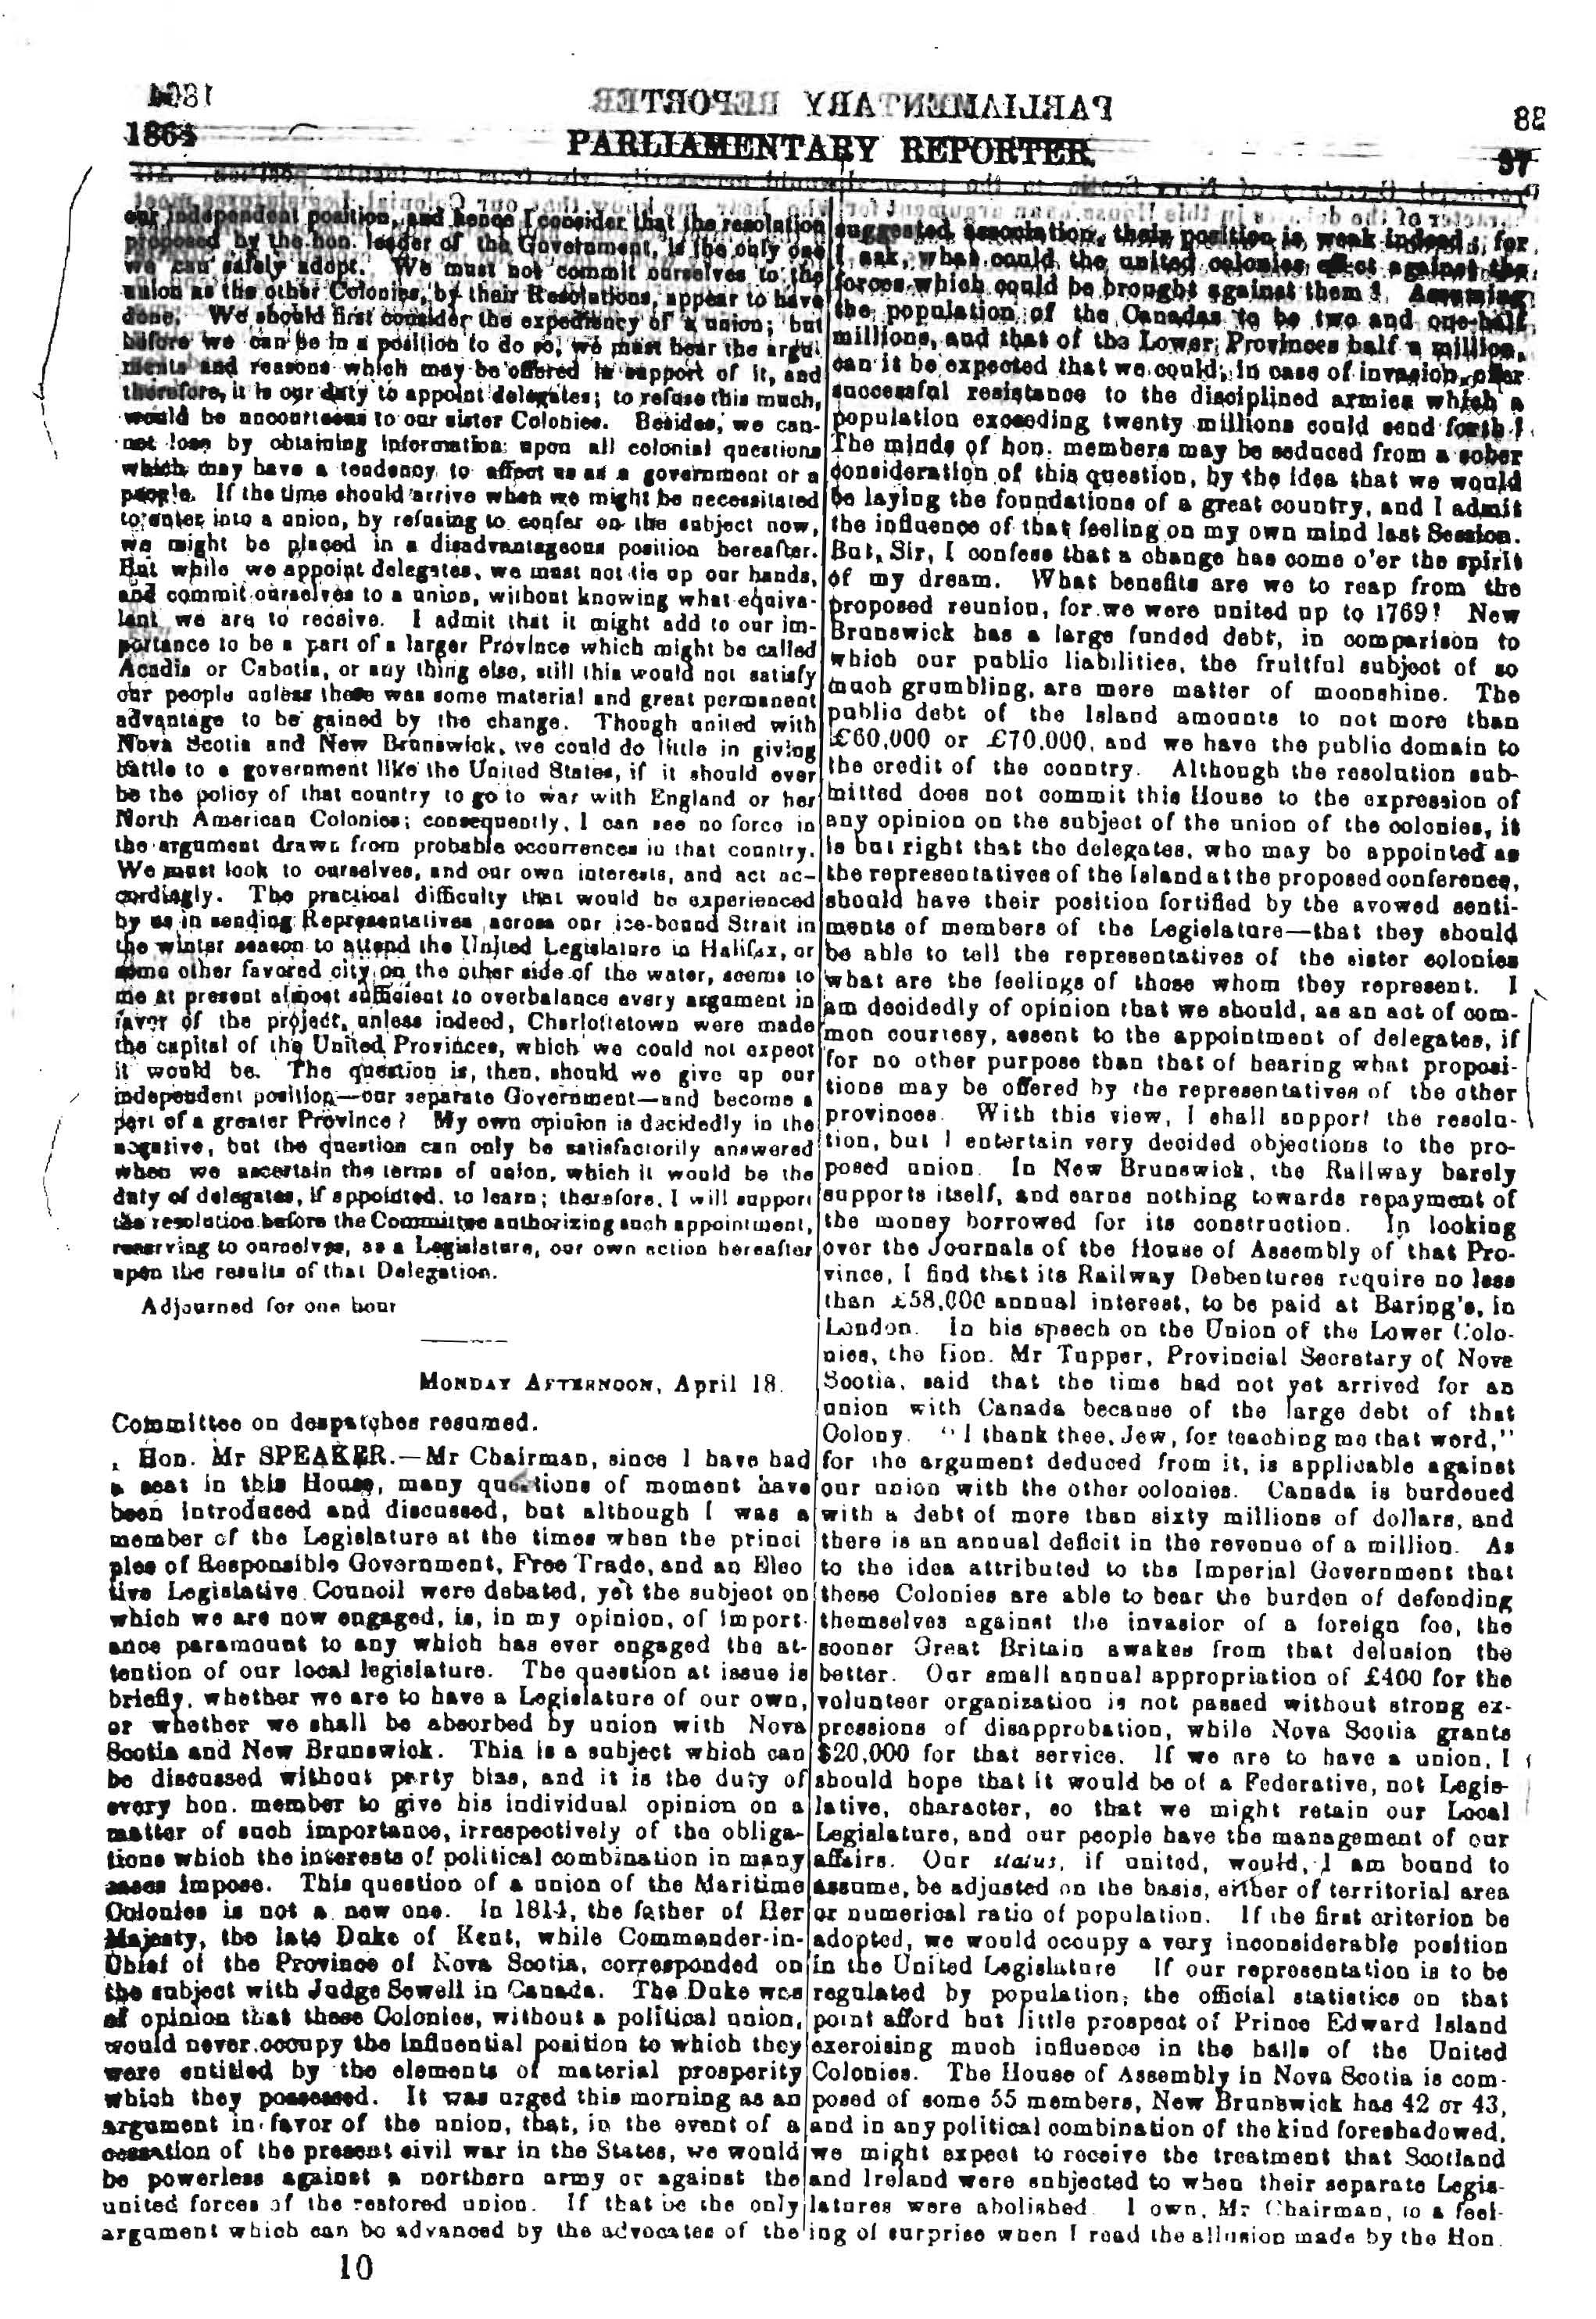 1864
PARLIAMENTARY REPORTER.
37
our independent position, and hence I consider that the resolution
proposed by the hon. leader of the Government, is the only one
we can safely adopt. We must not commit ourselves to the
union as the other Colonies, by their Resolutions, appear to have
done. We should first consider the expediency of a union; but
before we can be in a position to do so, we must hear the argu-
ments and reasons which may be offered in support of it, and
therefore, it is our duty to appoint delegates; to refuse this much,
would be uncourteous to our sister Colonies. Besides, we can-
not lose by obtaining information upon all colonial questions
which may have a tendency to affect us as a government or a
people. If the time should arrive when we might be necessitated
to enter into a union, by refusing to confer on the subject now,
we might be placed in a disadvantageous position hereafter.
But while we appoint delegates, we must not tie up our hands,
and commit ourselves to a union, without knowing what equiva-
lent we are to receive. I admit that it might add to our im-
portance to be a part of a larger Province which might be called
Acadia or Cabotia, or any thing else, still this would not satisfy
our people unless there was some material and great permanent
advantage to be gained by the change. Though united with
Nova Scotia and New Brunswick, we could do little in giving
battle to a government like the United States, if it should ever
be the policy of that country to go to war with England or her
North American Colonies; consequently, I can see no force in
the argument drawn from probable occurrences in that country.
We must look to ourselves, and our own interests, and act ac-
cordingly. The practical difficulty that would be experienced
by us in sending Representatives across our ice-bound Strait in
the winter season to attend the United Legislature in Halifax, or
some other favored city on the other side of the water, seems to
me at present almost sufficient to overbalance every argument in
favor of the project, unless indeed, Charlottetown were made
the capital of the United Provinces, which we could not expect
it would be. The question is, then, should we give up our
independent position—our separate Government—and become a
part of a greater Province? My own opinion is decidedly in the
negative, but the question can only be satisfactorily answered
when we ascertain the terms of union, which it would be the
duty of delegates, if appointed, to learn; therefore, I will support
the resolution before the Committee authorizing such appointment,
reserving to ourselves, as a Legislature, our own action hereafter
upon the results of that Delegation.
Adjourned for one hour
MONDAY AFTERNOON, April 18.
Committee on despatches resumed.
Hon. Mr SPEAKER.—Mr Chairman, since I have had
a seat in this House, many questions of moment have
been introduced and discussed, but although I was a
member of the Legislature at the times when the princi
ples of Responsible Government, Free Trade, and an Elec
tive Legislative Council were debated, yet the subject on
which we are now engaged, is, in my opinion, of import-
ance paramount to any which has ever engaged the at-
tention of our local legislature. The question at issue is
briefly, whether we are to have a Legislature of our own,
or whether we shall be absorbed by union with Nova
Scotia and New Brunswick. This is a subject which can
be discussed without party bias, and it is the duty of
every hon. member to give his individual opinion on a
matter of such importance, irrespectively of the obliga-
tions which the interests of political combination in many
cases impose. This question of a union of the Maritime
Colonies is not a new one. In 1814, the father of Her
Majesty, the late Duke of Kent, while Commander-in-
Chief of the Province of Nova Scotia, corresponded on
the subject with Judge Sewell in Canada. The Duke was
of opinion that these Colonies, without a political union,
would never occupy the influential position to which they
were entitled by the elements of material prosperity
which they possessed. It was urged this morning as an
argument in favor of the union, that, in the event of a
cessation of the present civil war in the States, we would
be powerless against a northern army or against the
united forces of the restored union. If that be the only
argument which can be advanced by the advocates of the
10
suggested association, their position is weak indeed; for,
I ask, what could the united colonies effect against the
forces which could be brought against them? Assuming
the population of the Canadas to be two and one-half
millions, and that of the Lower Provinces half a million,
can it be expected that we could, in case of invasion, offer
successful resistance to the disciplined armies which a
population exceeding twenty millions could send forth?
The minds of hon. members may be seduced from a sober
consideration of this question, by the idea that we would
be laying the foundations of a great country, and I admit
the influence of that feeling on my own mind last Session.
But, Sir, I confess that a change has come o'er the spirit
of my dream. What benefits are we to reap from the
proposed reunion, for we were united up to 1769? New
Brunswick has a large funded debt, in comparison to
which our public liabilities, the fruitful subject of so
much grumbling, are mere matter of moonshine. The
public debt of the Island amounts to not more than
£60,000 or £70,000, and we have the public domain to
the credit of the country. Although the resolution sub-
mitted does not commit this House to the expression of
any opinion on the subject of the union of the colonies, it
is but right that the delegates, who may be appointed as
the representatives of the Island at the proposed conference,
should have their position fortified by the avowed senti-
ments of members of the Legislature—that they should
be able to tell the representatives of the sister colonies
what are the feelings of those whom they represent. I
am decidedly of opinion that we should, as an act of com-
mon courtesy, assent to the appointment of delegates, if
for no other purpose than that of hearing what proposi-
tions may be offered by the representatives of the other
provinces. With this view, I shall support the resolu-
tion, but I entertain very decided objections to the pro-
posed union. In New Brunswick, the Railway barely
supports itself, and earns nothing towards repayment of
the money borrowed for its construction. In looking
over the Journals of the House of Assembly of that Pro-
vince, I find that its Railway Debentures require no less
than £58,000 annual interest, to be paid at Baring's, in
London. In his speech on the Union of the Lower Colo-
nies, the Hon. Mr Tupper, Provincial Secretary of Nova
Scotia, said that the time had not yet arrived for an
union with Canada because of the large debt of that
Colony. "I thank thee, Jew, for teaching me that word,"
for the argument deduced from it, is applicable against
our union with the other colonies. Canada is burdened
with a debt of more than sixty millions of dollars, and
there is an annual deficit in the revenue of a million. As
to the idea attributed to the Imperial Government that
these Colonies are able to bear the burden of defending
themselves against the invasion of a foreign foe, the
sooner Great Britain awakes from that delusion the
better. Our small annual appropriation of £400 for the
volunteer organization is not passed without strong ex-
pressions of disapprobation, while Nova Scotia grants
$20,000 for that service. If we are to have a union, I
should hope that it would be of a Federative, not Legis-
lative, character, so that we might retain our Local
Legislature, and our people have the management of our
affairs. Our status, if united, would, I am bound to
assume, be adjusted on the basis, either of territorial area
or numerical ratio of population. If the first criterion be
adopted, we would occupy a very inconsiderable position
in the United Legislature If our representation is to be
regulated by population, the official statistics on that
point afford but little prospect of Prince Edward Island
exercising much influence in the halls of the United
Colonies. The House of Assembly in Nova Scotia is com-
posed of some 55 members, New Brunswick has 42 or 43,
and in any political combination of the kind foreshadowed,
we might expect to receive the treatment that Scotland
and Ireland were subjected to when their separate Legis-
latures were abolished. I own, Mr Chairman, to a feel-
ing of surprise when I read the allusion made by the Hon.